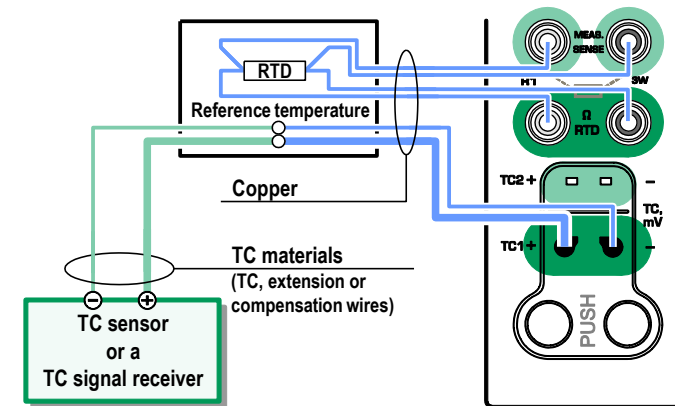 RTD
Reference temperature
Copper
TC materials
(TC, extension or
compensation wires)
− +
TC sensor
or a
TC signal receiver
MEAS.
SENSE
Ω
RTD
TC2 + −
TC,
mV
TC1 + −
PUSH